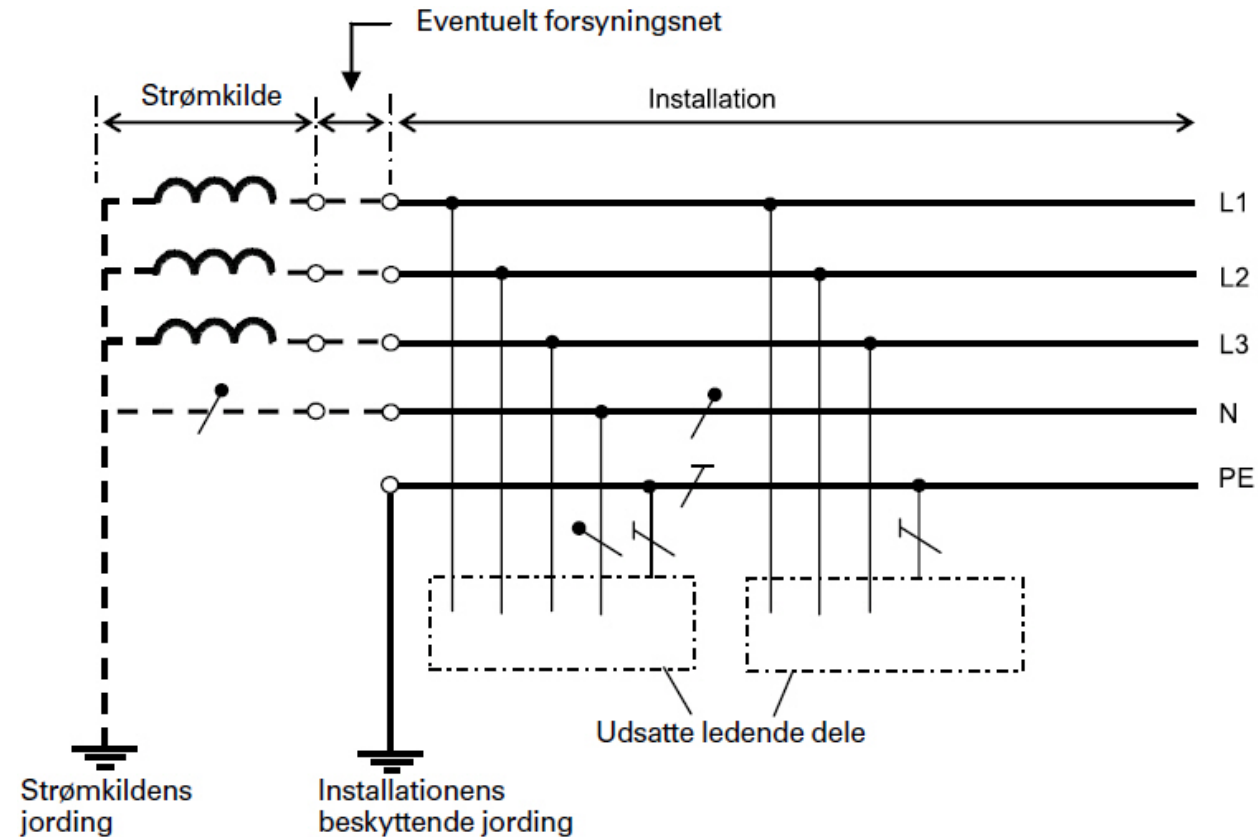 Eventuelt forsyningsnet
Strømkilde
Installation
L1
L2
L3
N
PE
Udsatte ledende dele
Strømkildens
jording
Installationens
beskyttende jording